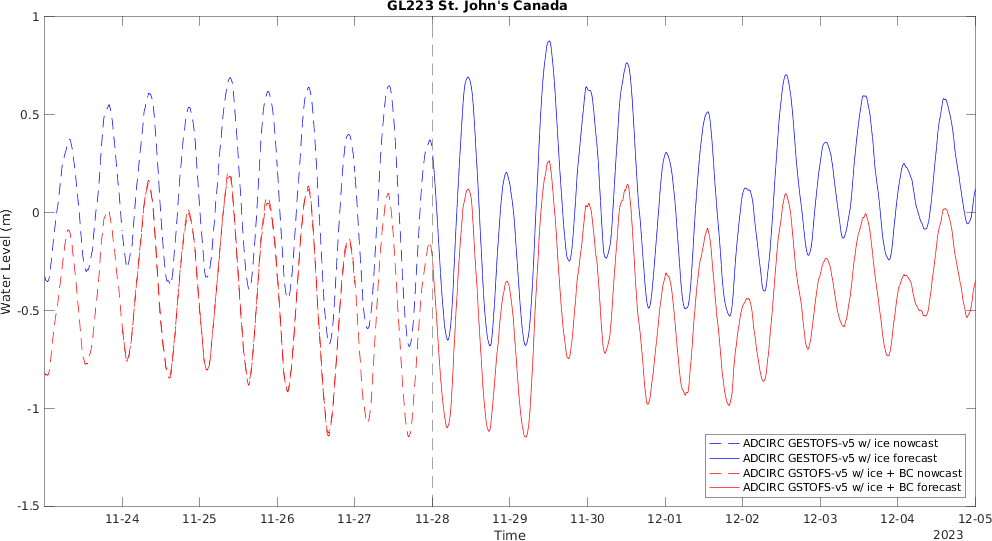 GL223 St. John's Canada
1
0.5
0
-0.5
-1
-1.5
Water Level (m)
11-24
11-25
11-26
11-27
11-28
11-29
11-30
12-01
12-02
12-03
12-04
12-05
Time
2023
ADCIRC GESTOFS-v5 w/ ice nowcast
ADCIRC GESTOFS-v5 w/ ice forecast
ADCIRC GSTOFS-v5 w/ ice + BC nowcast
ADCIRC GSTOFS-v5 w/ ice + BC forecast